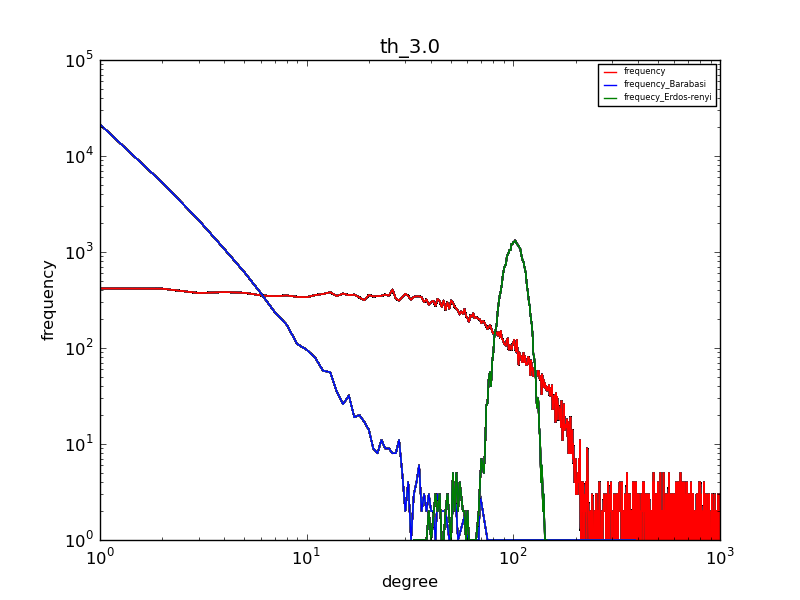 th_3.0
10^5
10^4
10^3
10^2
10^1
10^0
frequency
frequency
frequency_Barabasi
frequecy_Erdos-renyi
10^0 10^1 10^2 10^3
degree